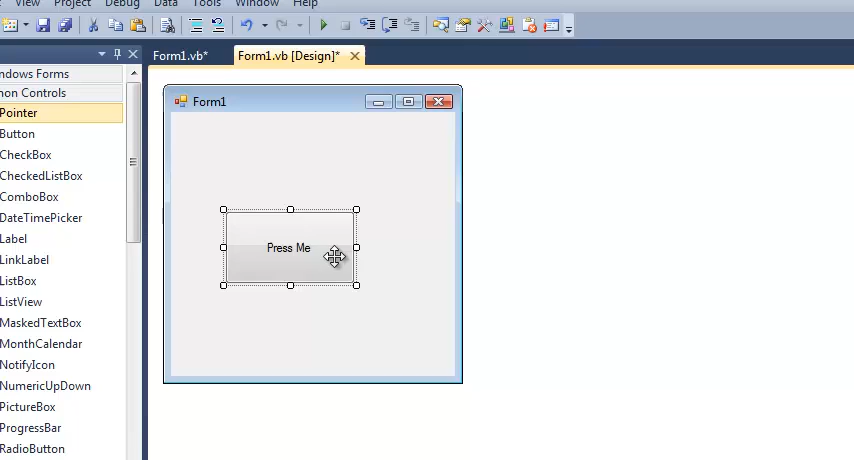 View Project Debug Data Tools Window Help
Form1.vb* Form1.vb [Design]*
ndows Forms
non Controls
Pointer
Button
CheckBox
CheckedListBox
ComboBox
DateTimePicker
Label
LinkLabel
ListBox
ListView
MaskedTextBox
MonthCalendar
NotifyIcon
NumericUpDown
PictureBox
ProgressBar
RadioButton
Form1
Press Me